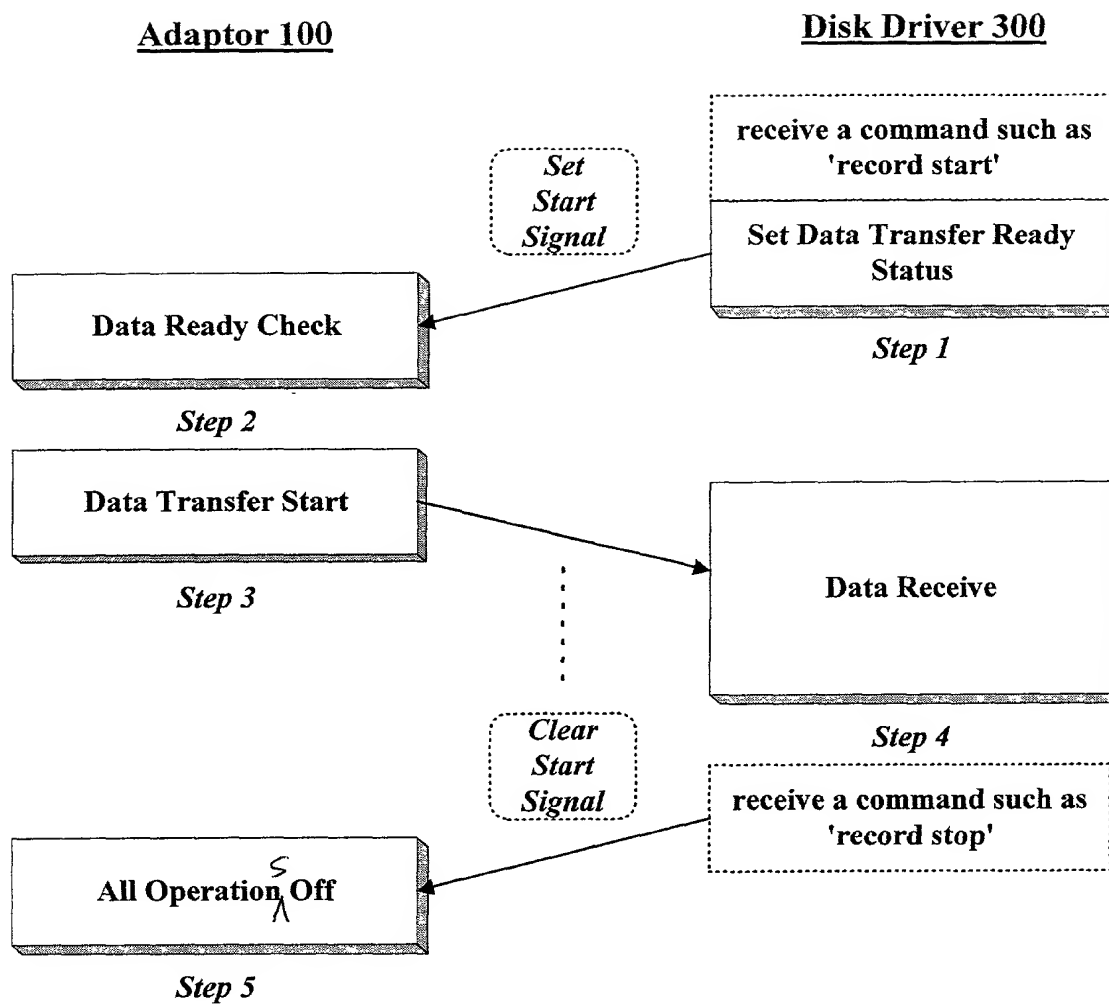 Adaptor 100
Disk Driver 300
receive a command such as
'record start'
Set
Start
Signal
Set Data Transfer Ready
Status
Step 1
Data Ready Check
Step 2
Data Transfer Start
Step 3
Data Receive
Step 4
Clear
Start
Signal
receive a command such as
'record stop'
All Operations Off
Step 5